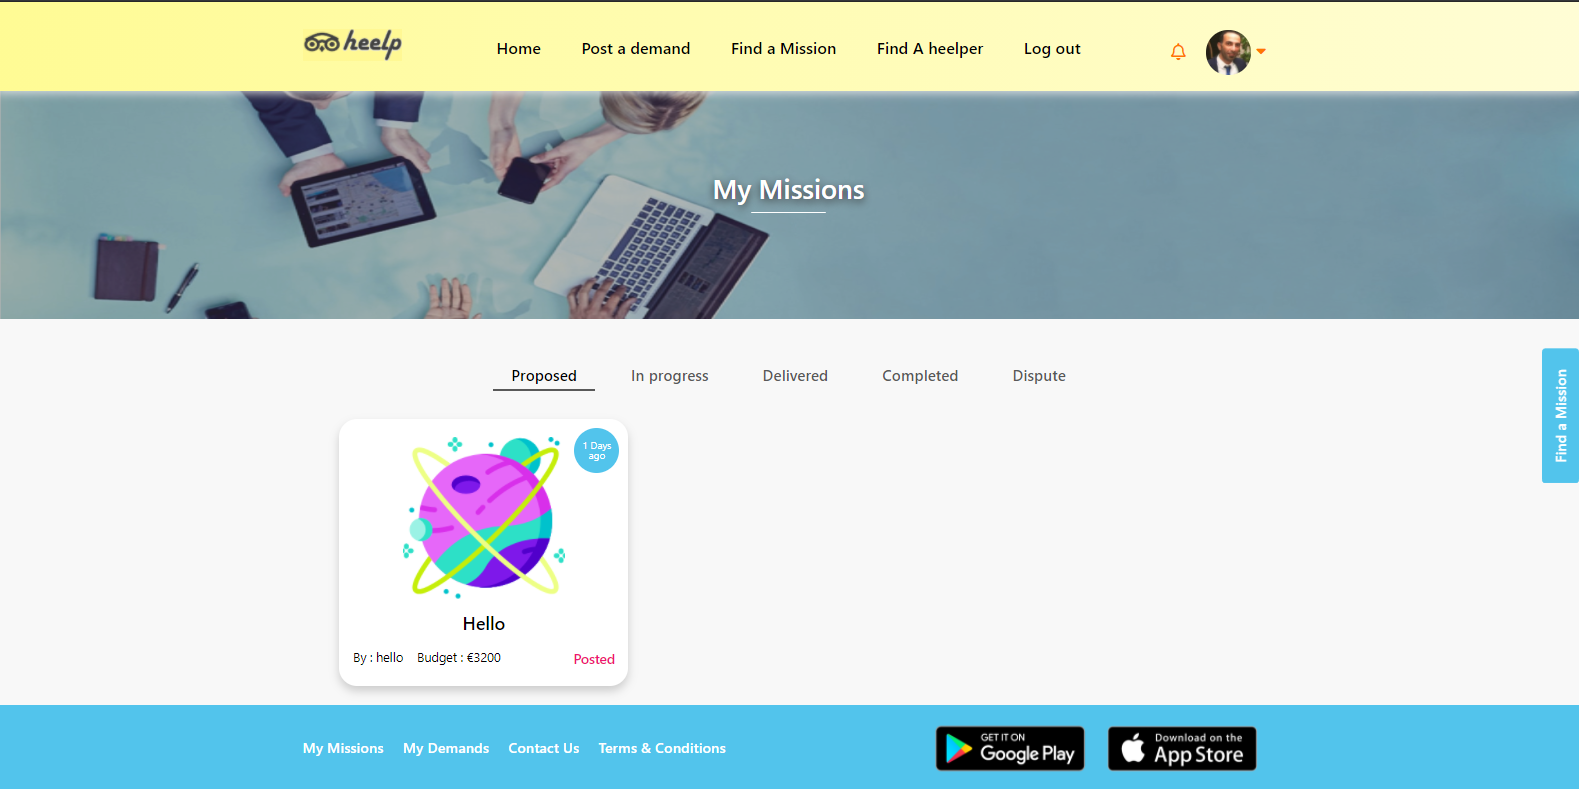 heelp
Home Post a demand Find a Mission Find A heelper Log out
My Missions
Proposed In progress Delivered Completed Dispute
Find a Mission
1 Days
ago
Hello
By : hello Budget : €3200 Posted
My Missions My Demands Contact Us Terms & Conditions
GET IT ON
Google Play
Download on the
App Store